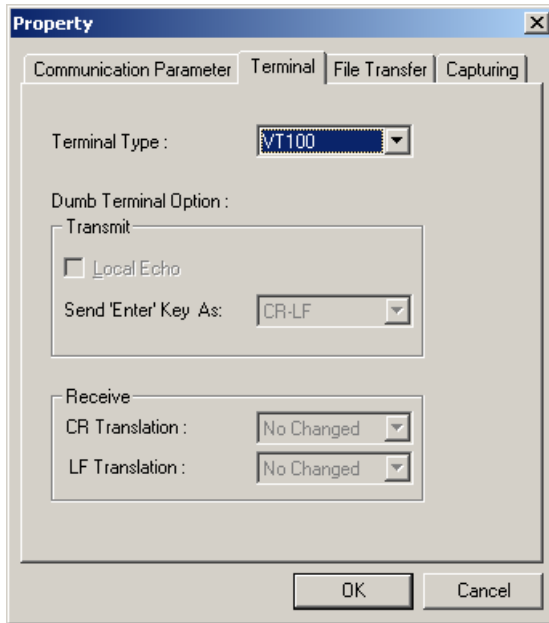 Property
Communication Parameter Terminal File Transfer Capturing
Terminal Type : VT100
Dumb Terminal Option :
Transmit
Local Echo
Send 'Enter' Key As: CR-LF
Receive
CR Translation : No Changed
LF Translation : No Changed
OK Cancel